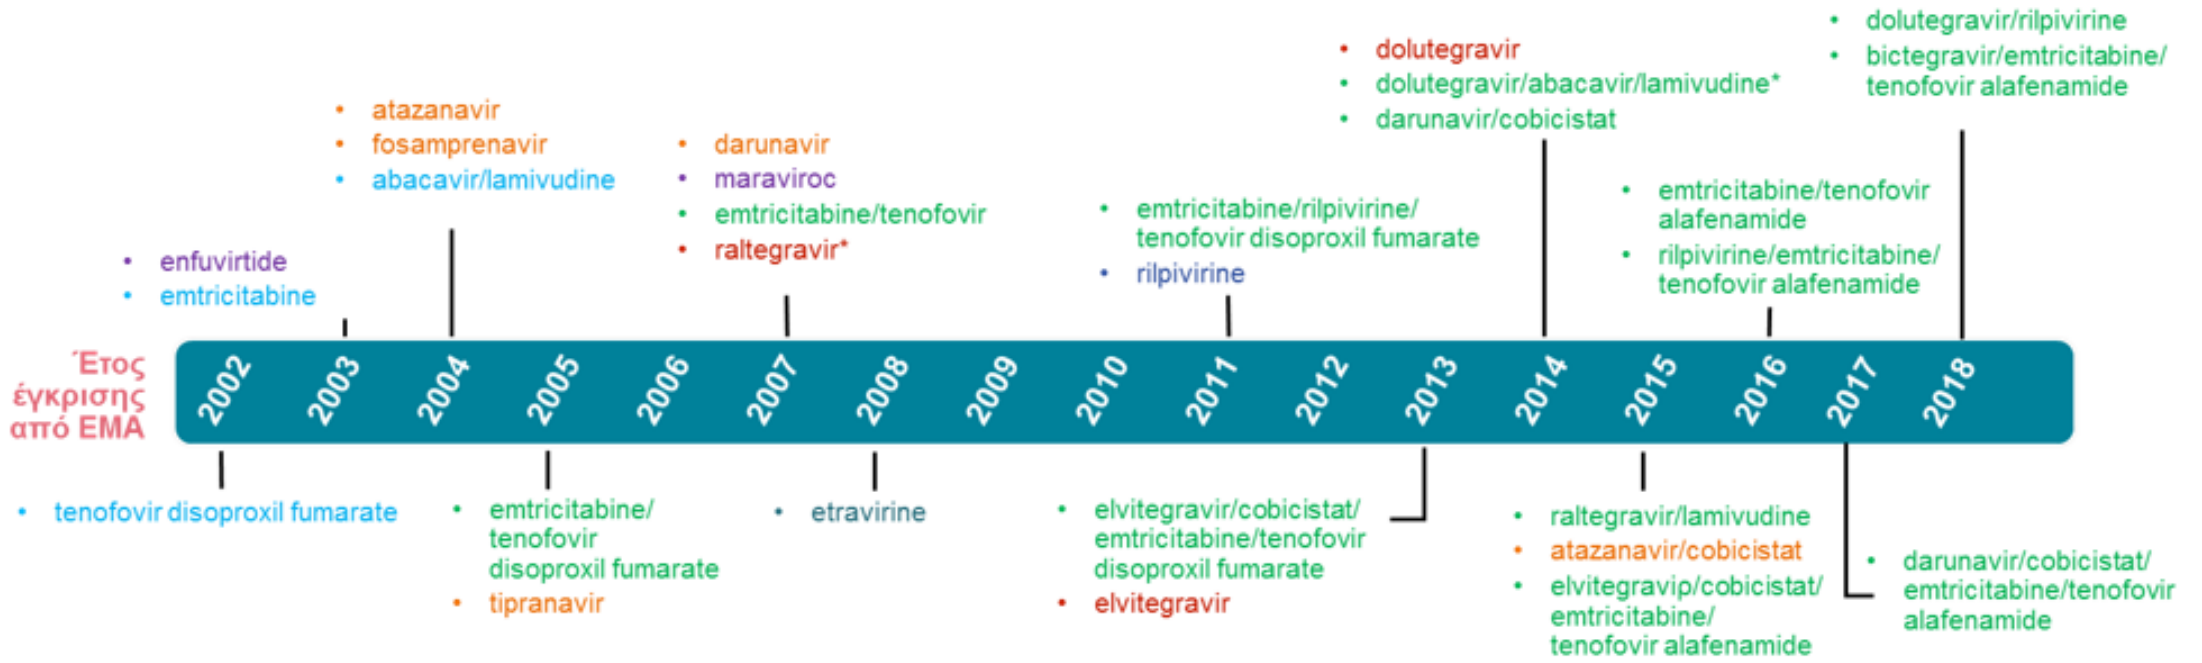 • dolutegravir/rilpivirine
• bictegravir/emtricitabine/
tenofovir alafenamide
• dolutegravir
• dolutegravir/abacavir/lamivudine*
• darunavir/cobicistat
• atazanavir
• fosamprenavir
• abacavir/lamivudine
• darunavir
• maraviroc
• emtricitabine/tenofovir
• raltegravir*
• emtricitabine/rilpivirine/
tenofovir disoproxil fumarate
• rilpivirine
• emtricitabine/tenofovir
alafenamide
• rilpivirine/emtricitabine/
tenofovir alafenamide
• enfuvirtide
• emtricitabine
Έτος
έγκρισης
από ΕΜΑ
2002 2003 2004 2005 2006 2007 2008 2009 2010 2011 2012 2013 2014 2015 2016 2017 2018
• tenofovir disoproxil fumarate
• emtricitabine/
tenofovir
disoproxil fumarate
• tipranavir
• etravirine
• elvitegravir/cobicistat/
emtricitabine/tenofovir
disoproxil fumarate
• elvitegravir
• raltegravir/lamivudine
• atazanavir/cobicistat
• elvitegraviρ/cobicistat/
emtricitabine/
tenofovir alafenamide
• darunavir/cobicistat/
emtricitabine/tenofovir
alafenamide